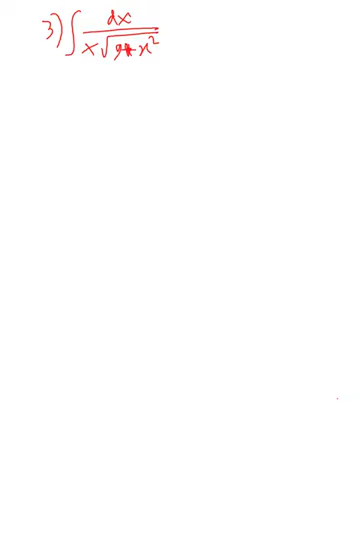 3) ∫ dx / x√(9+x²)